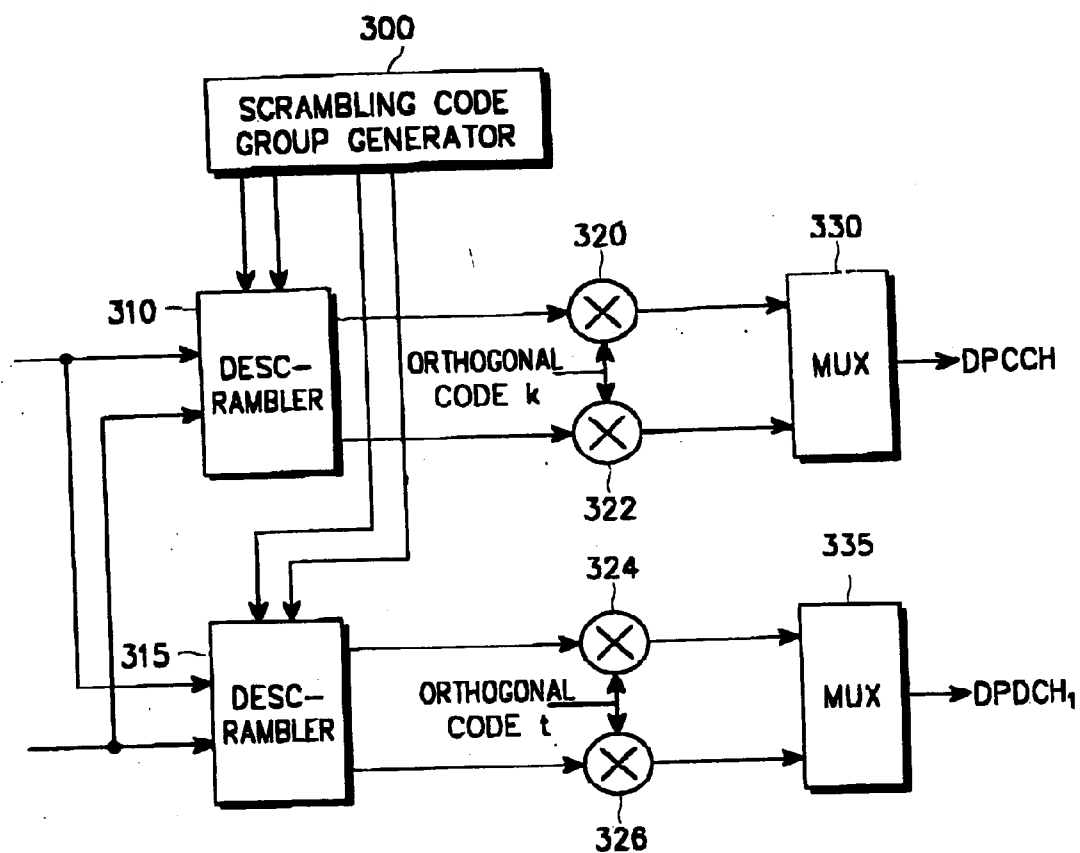 300
SCRAMBLING CODE
GROUP GENERATOR
320
330
310
DESC-
RAMBLER
ORTHOGONAL
CODE k
MUX
DPCCH
322
324
335
315
DESC-
RAMBLER
ORTHOGONAL
CODE t
MUX
DPDCH₁
326